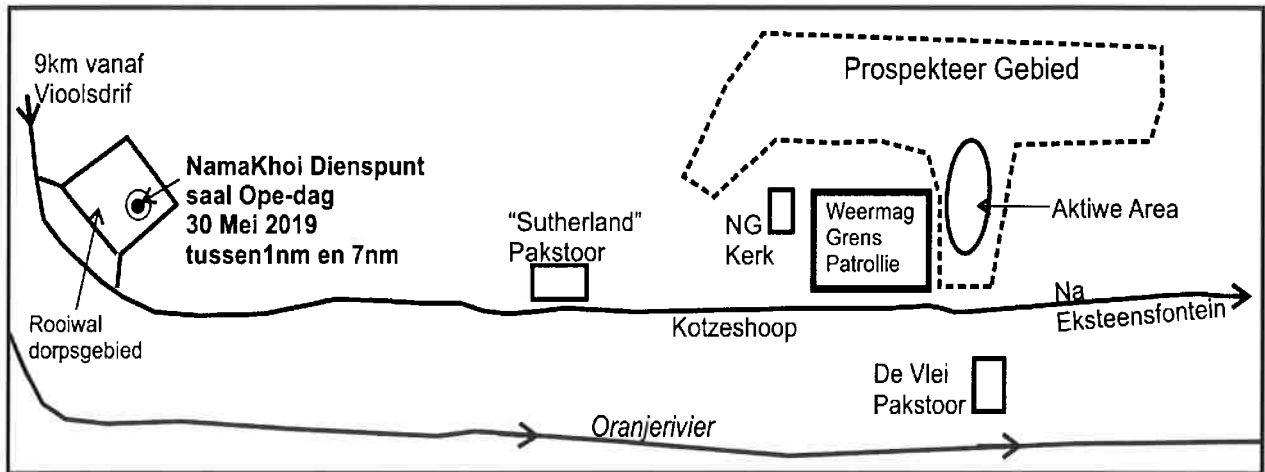 9km vanaf
Vioolsdrif
NamaKhoi Dienspunt
saal Ope-dag
30 Mei 2019
tussen1nm en 7nm
Rooiwal
dorpsgebied
"Sutherland"
Pakstoor
NG
Kerk
Weermag
Grens
Patrollie
Prospekteer Gebied
Aktiwe Area
Kotzeshoop
Na
Eksteensfontein
De Vlei
Pakstoor
Oranjerivier